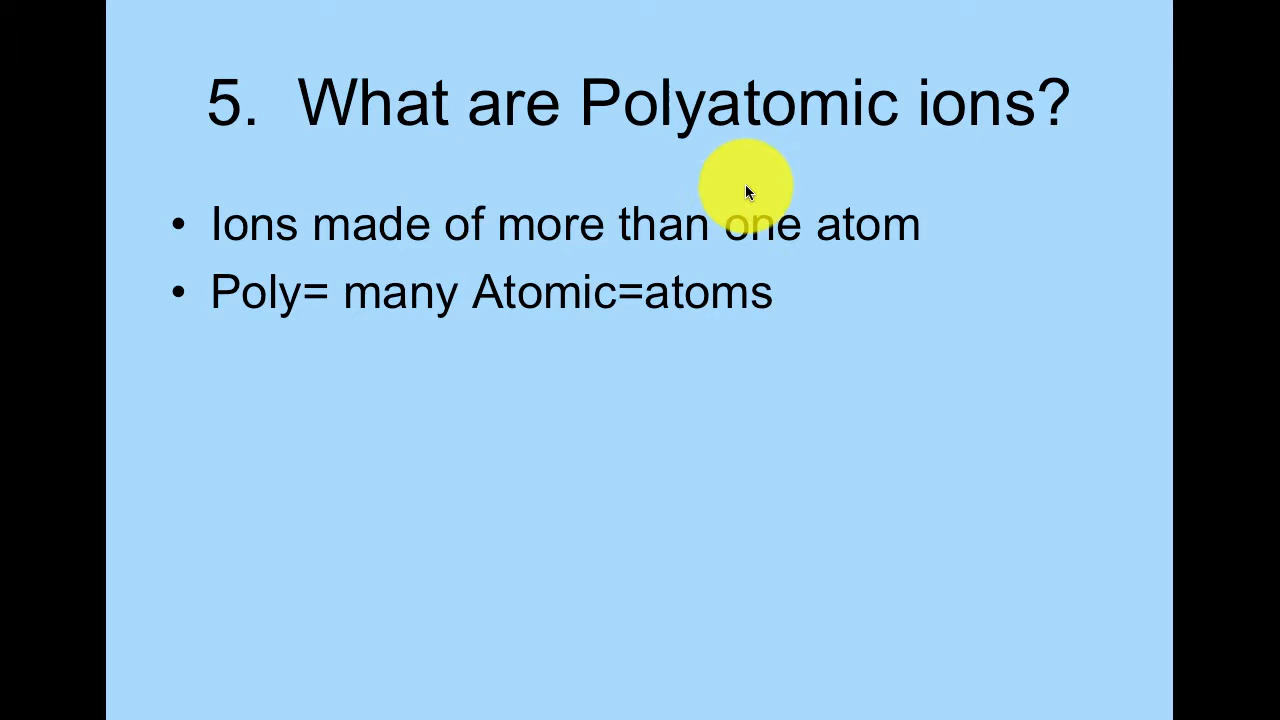 5.  What are Polyatomic ions?
• Ions made of more than one atom
• Poly= many Atomic=atoms